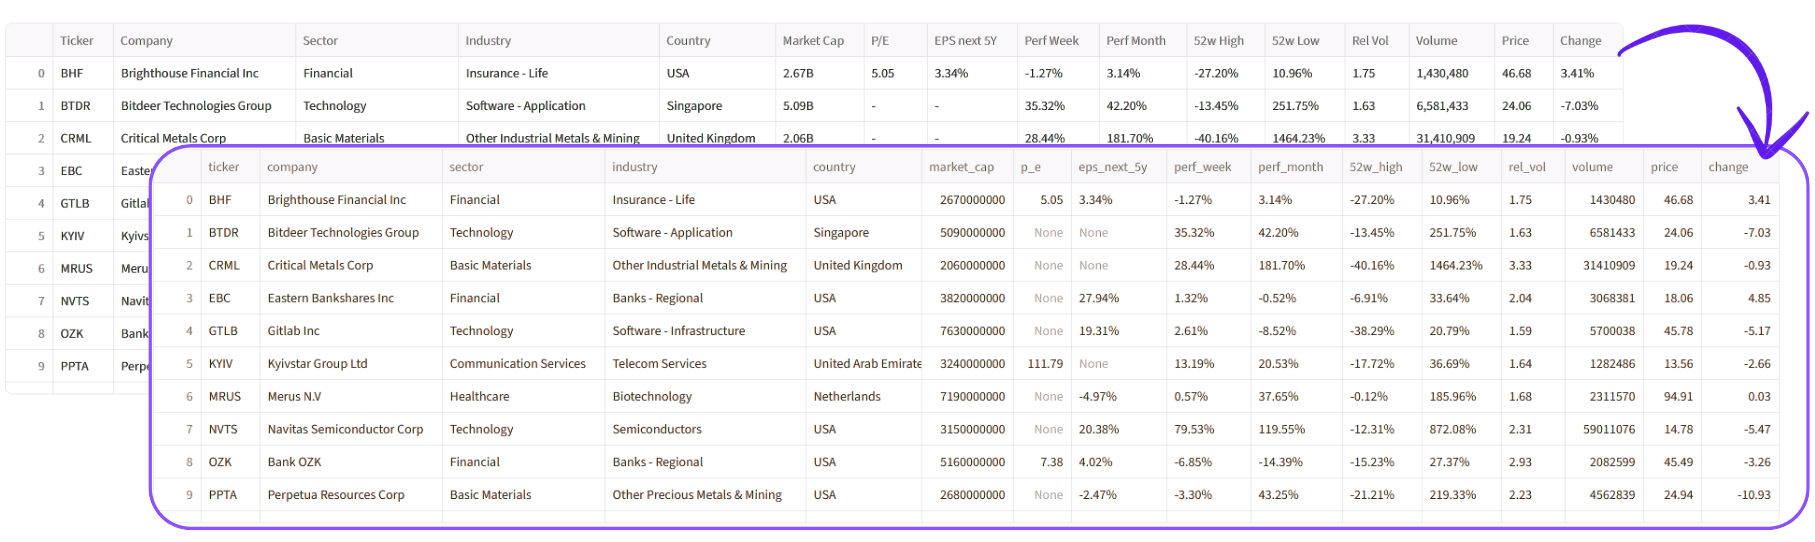 Ticker Company Sector Industry Country Market Cap P/E EPS next 5Y Perf Week Perf Month 52w High 52w Low Rel Vol Volume Price Change
0 BHF Brighthouse Financial Inc Financial Insurance - Life USA 2.67B 5.05 3.34% -1.27% 3.14% -27.20% 10.96% 1.75 1,430,480 46.68 3.41%
1 BTDR Bitdeer Technologies Group Technology Software - Application Singapore 5.09B - - 35.32% 42.20% -13.45% 251.75% 1.63 6,581,433 24.06 -7.03%
2 CRML Critical Metals Corp Basic Materials Other Industrial Metals & Mining United Kingdom 2.06B - - 28.44% 181.70% -40.16% 1464.23% 3.33 31,410,909 19.24 -0.93%
3 EBC Easte
4 GTLB Gitlab
5 KYIV Kyivs
6 MRUS Meru
7 NVTS Navit
8 OZK Bank
9 PPTA Perpe
ticker company sector industry country market_cap p_e eps_next_5y perf_week perf_month 52w_high 52w_low rel_vol volume price change
0 BHF Brighthouse Financial Inc Financial Insurance - Life USA 2670000000 5.05 3.34% -1.27% 3.14% -27.20% 10.96% 1.75 1430480 46.68 3.41
1 BTDR Bitdeer Technologies Group Technology Software - Application Singapore 5090000000 None None 35.32% 42.20% -13.45% 251.75% 1.63 6581433 24.06 -7.03
2 CRML Critical Metals Corp Basic Materials Other Industrial Metals & Mining United Kingdom 2060000000 None None 28.44% 181.70% -40.16% 1464.23% 3.33 31410909 19.24 -0.93
3 EBC Eastern Bankshares Inc Financial Banks - Regional USA 3820000000 None 27.94% 1.32% -0.52% -6.91% 33.64% 2.04 3068381 18.06 4.85
4 GTLB Gitlab Inc Technology Software - Infrastructure USA 7630000000 None 19.31% 2.61% -8.52% -38.29% 20.79% 1.59 5700038 45.78 -5.17
5 KYIV Kyivstar Group Ltd Communication Services Telecom Services United Arab Emirate 3240000000 111.79 None 13.19% 20.53% -17.72% 36.69% 1.64 1282486 13.56 -2.66
6 MRUS Merus N.V Healthcare Biotechnology Netherlands 7190000000 None -4.97% 0.57% 37.65% -0.12% 185.96% 1.68 2311570 94.91 0.03
7 NVTS Navitas Semiconductor Corp Technology Semiconductors USA 3150000000 None 20.38% 79.53% 119.55% -12.31% 872.08% 2.31 59011076 14.78 -5.47
8 OZK Bank OZK Financial Banks - Regional USA 5160000000 7.38 4.02% -6.85% -14.39% -15.23% 27.37% 2.93 2082599 45.49 -3.26
9 PPTA Perpetua Resources Corp Basic Materials Other Precious Metals & Mining USA 2680000000 None -2.47% -3.30% 43.25% -21.21% 219.33% 2.23 4562839 24.94 -10.93